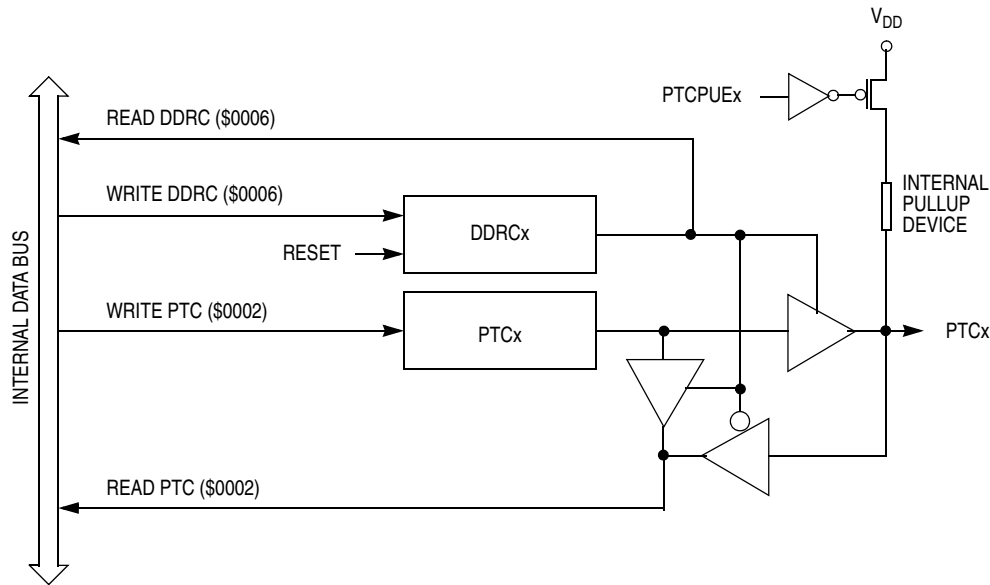 V_DD
PTCPUEx
READ DDRC ($0006)
WRITE DDRC ($0006)
INTERNAL
PULLUP
DEVICE
DDRCx
RESET
WRITE PTC ($0002)
PTCx
PTCx
READ PTC ($0002)
INTERNAL DATA BUS